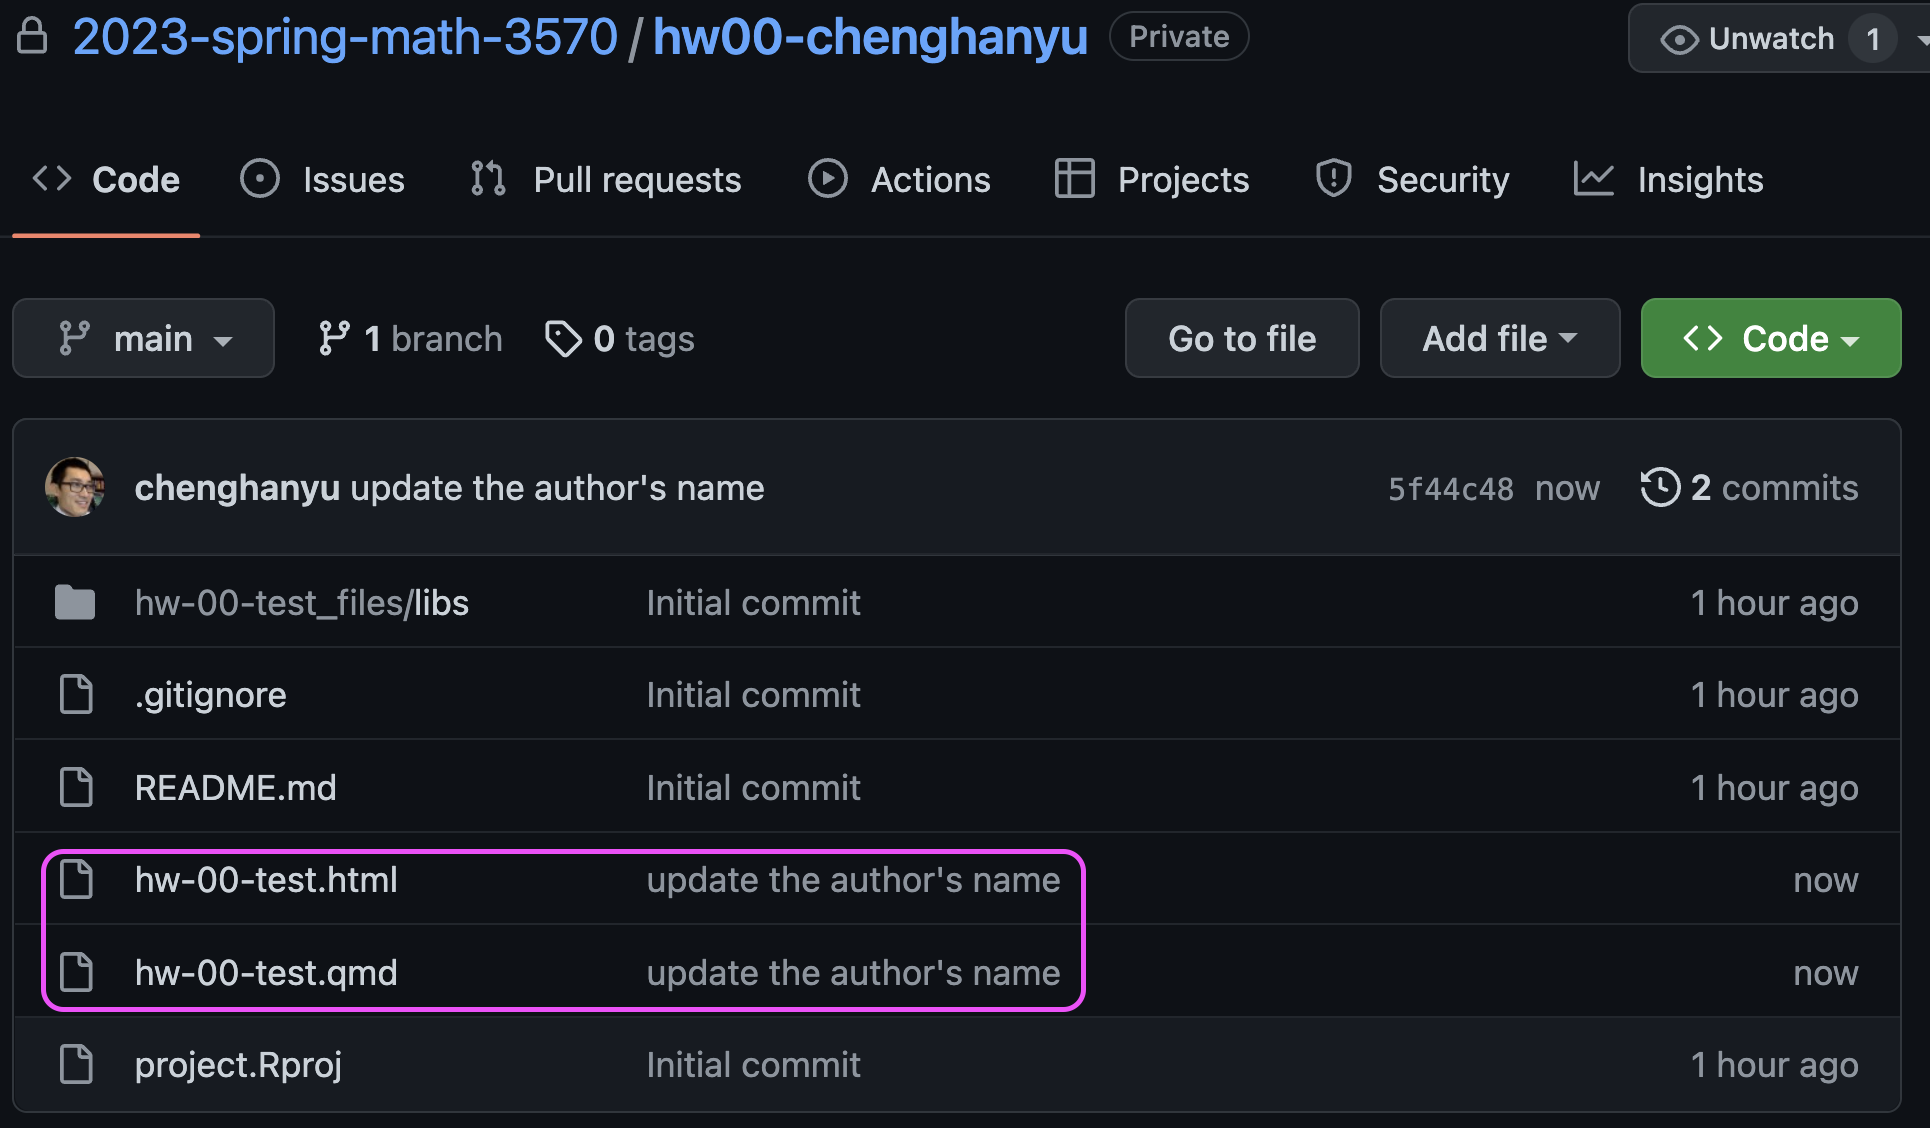 2023-spring-math-3570 / hw00-chenghanyu Private Unwatch 1
Code Issues Pull requests Actions Projects Security Insights
main 1 branch 0 tags Go to file Add file Code
chenghanyu update the author's name 5f44c48 now 2 commits
hw-00-test_files/libs Initial commit 1 hour ago
.gitignore Initial commit 1 hour ago
README.md Initial commit 1 hour ago
hw-00-test.html update the author's name now
hw-00-test.qmd update the author's name now
project.Rproj Initial commit 1 hour ago